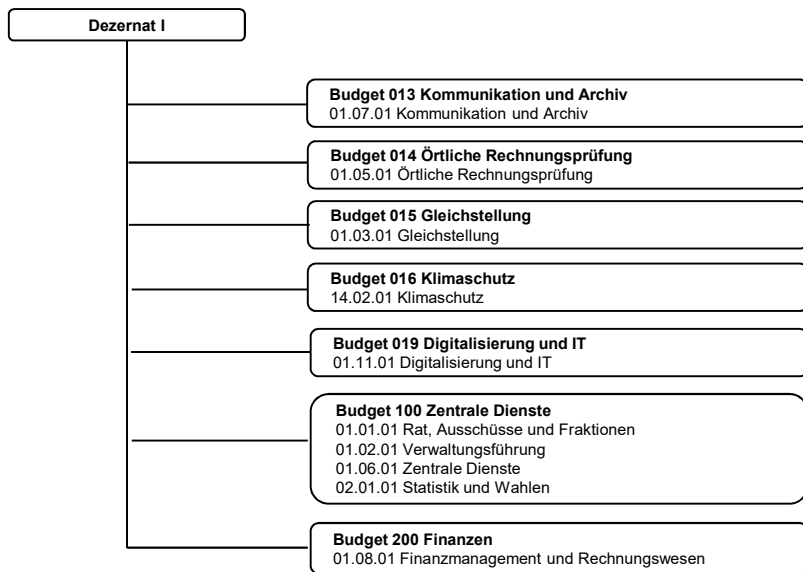 Dezernat I
Budget 013 Kommunikation und Archiv
01.07.01 Kommunikation und Archiv
Budget 014 Örtliche Rechnungsprüfung
01.05.01 Örtliche Rechnungsprüfung
Budget 015 Gleichstellung
01.03.01 Gleichstellung
Budget 016 Klimaschutz
14.02.01 Klimaschutz
Budget 019 Digitalisierung und IT
01.11.01 Digitalisierung und IT
Budget 100 Zentrale Dienste
01.01.01 Rat, Ausschüsse und Fraktionen
01.02.01 Verwaltungsführung
01.06.01 Zentrale Dienste
02.01.01 Statistik und Wahlen
Budget 200 Finanzen
01.08.01 Finanzmanagement und Rechnungswesen